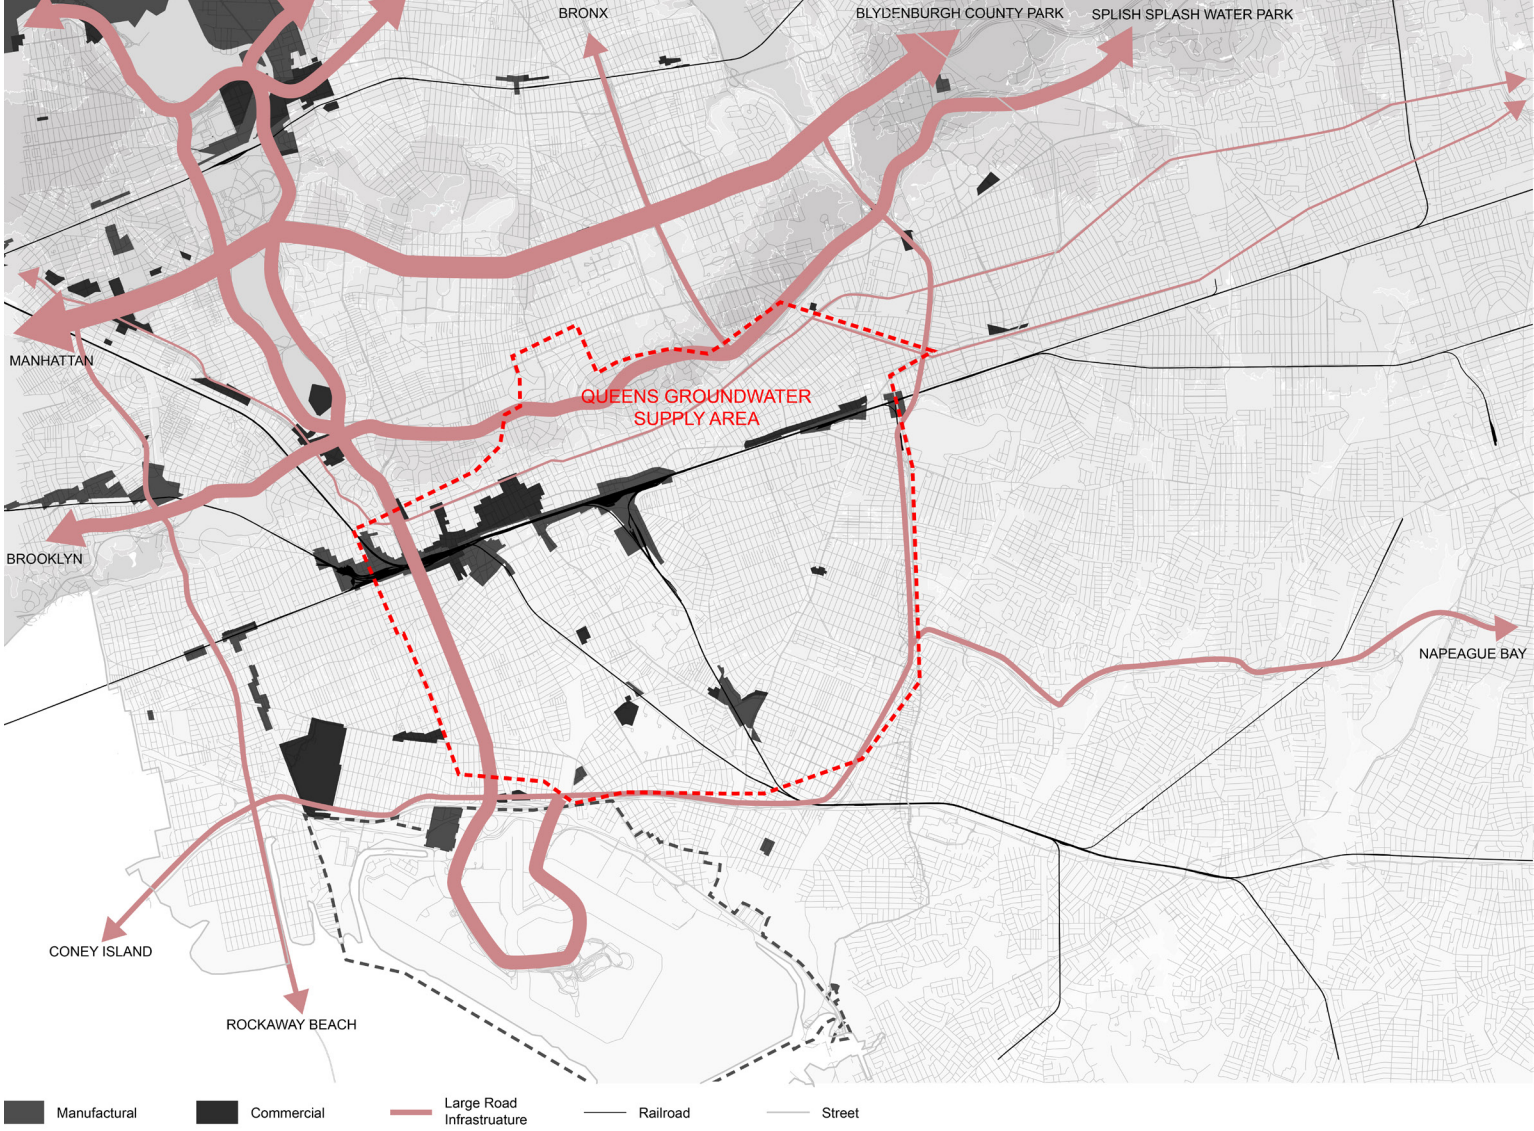 BRONX
BLYDENBURGH COUNTY PARK
SPLISH SPLASH WATER PARK
MANHATTAN
QUEENS GROUNDWATER
SUPPLY AREA
BROOKLYN
NAPEAGUE BAY
CONEY ISLAND
ROCKAWAY BEACH
Manufactural
Commercial
Large Road
Infrastruature
Railroad
Street